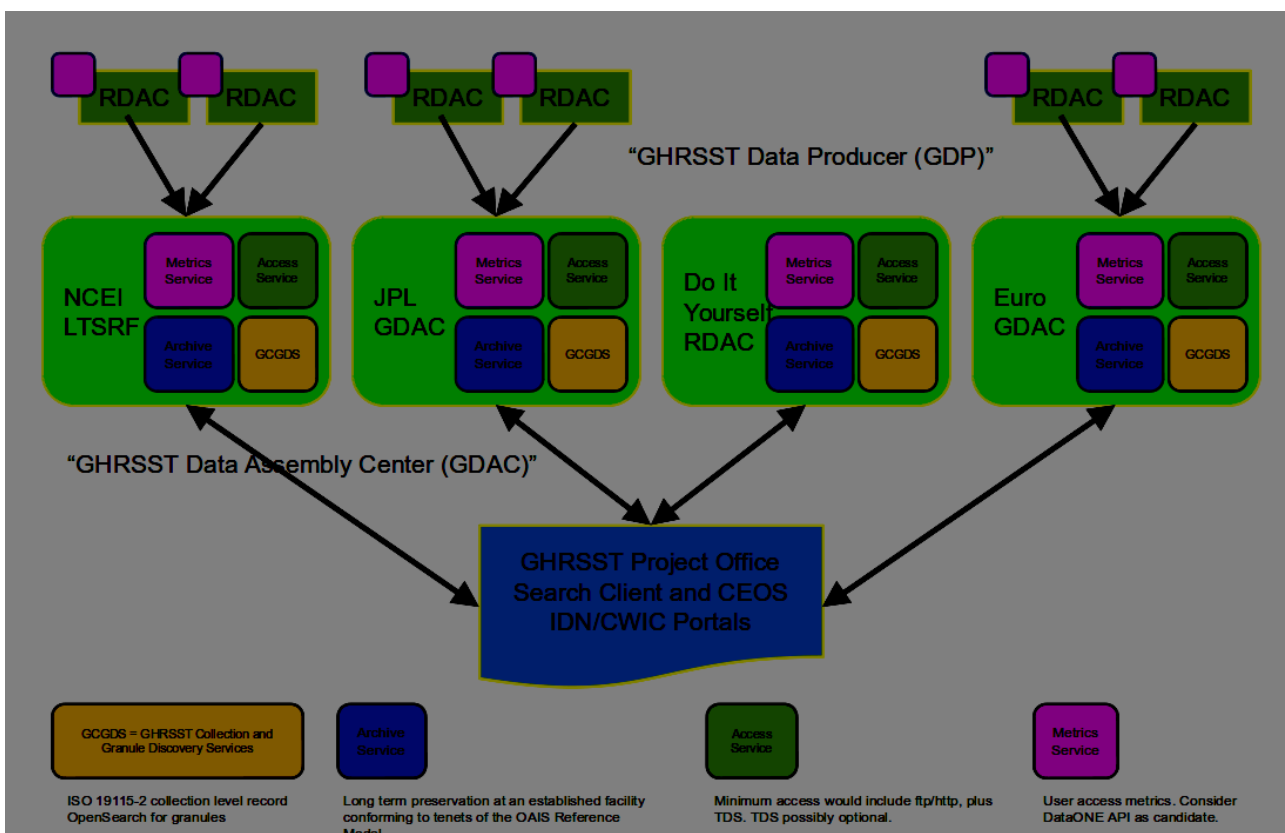 RDAC
RDAC
RDAC
RDAC
RDAC
RDAC
“GHRSST Data Producer (GDP)”
NCEI
LTSRF
Metrics
Service
Access
Service
Archive
Service
GCGDS
JPL
GDAC
Metrics
Service
Access
Service
Archive
Service
GCGDS
Do It
Yourself
RDAC
Metrics
Service
Access
Service
Archive
Service
GCGDS
Euro
GDAC
Metrics
Service
Access
Service
Archive
Service
GCGDS
“GHRSST Data Assembly Center (GDAC)”
GHRSST Project Office
Search Client and CEOS
IDN/CWIC Portals
GCGDS = GHRSST Collection and
Granule Discovery Services
ISO 19115-2 collection level record
OpenSearch for granules
Archive
Service
Long term preservation at an established facility
conforming to tenets of the OAIS Reference
Model
Access
Service
Minimum access would include ftp/http, plus
TDS. TDS possibly optional.
Metrics
Service
User access metrics. Consider
DataONE API as candidate.